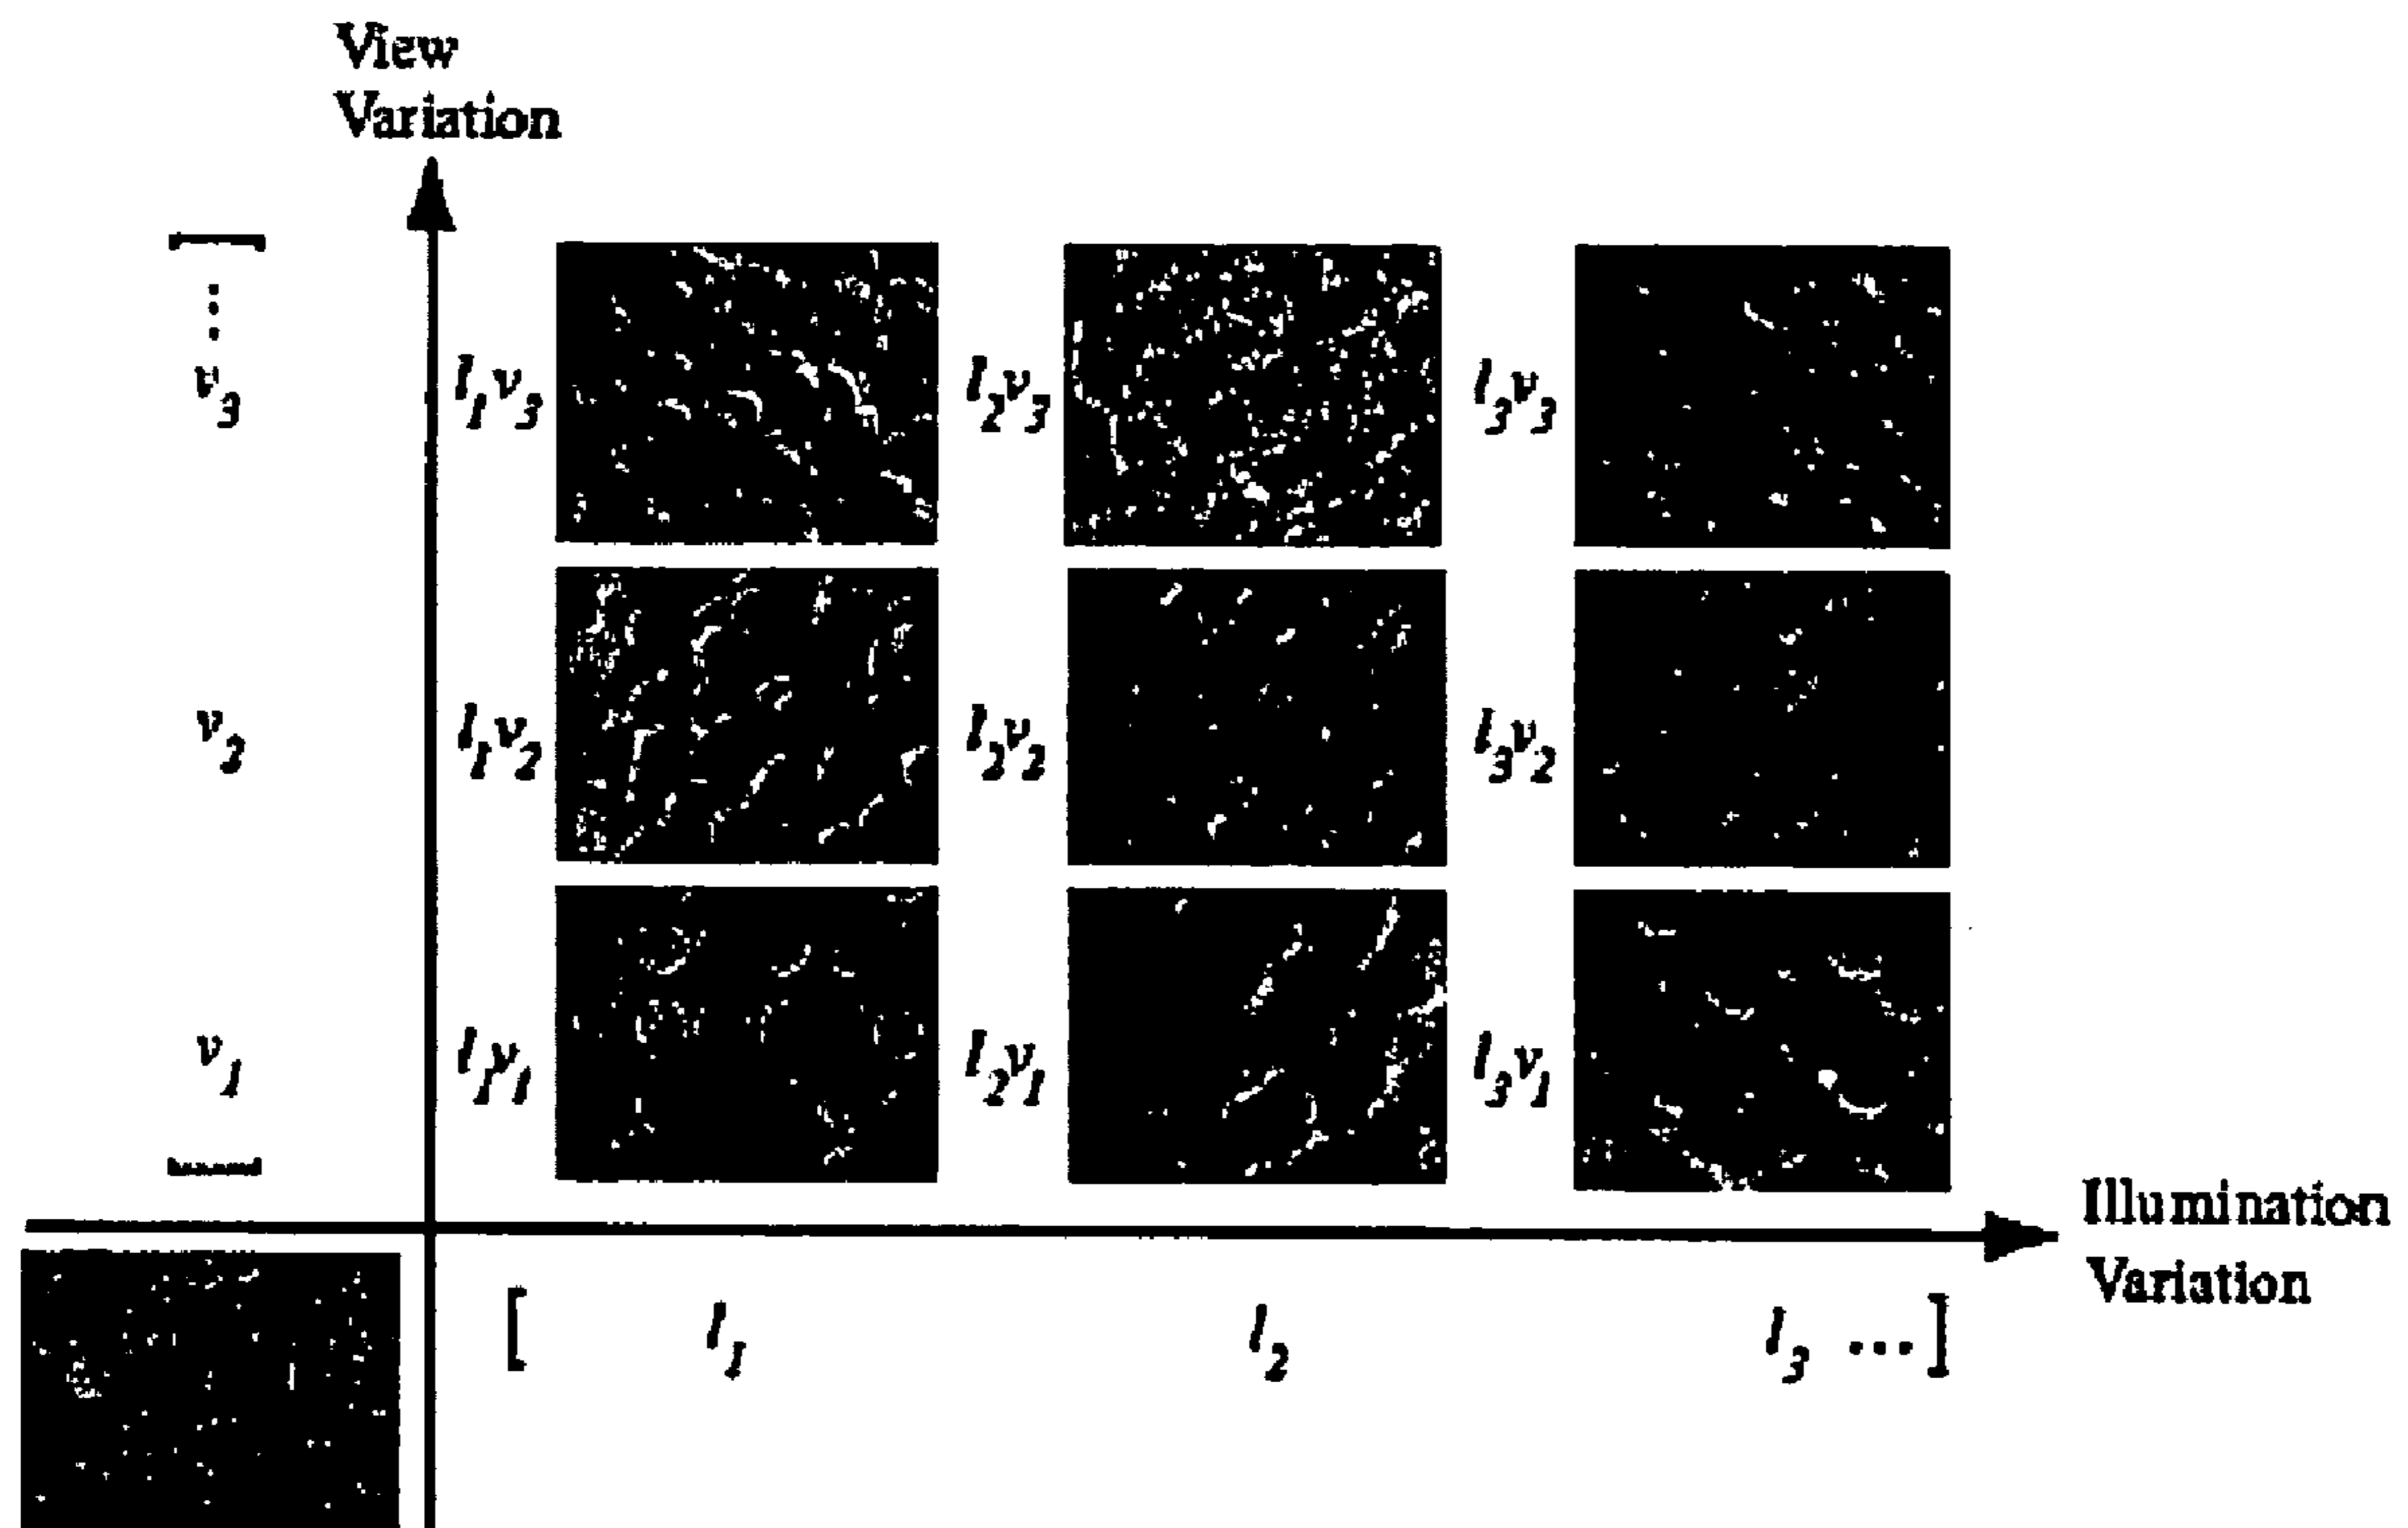 View
Variation
⋮
v₃
l₁v₃
l₂v₃
l₃v₃
v₂
l₁v₂
l₂v₂
l₃v₂
v₁
l₁v₁
l₂v₁
l₃v₁
Illumination
Variation
[ l₁ l₂ l₃ ... ]